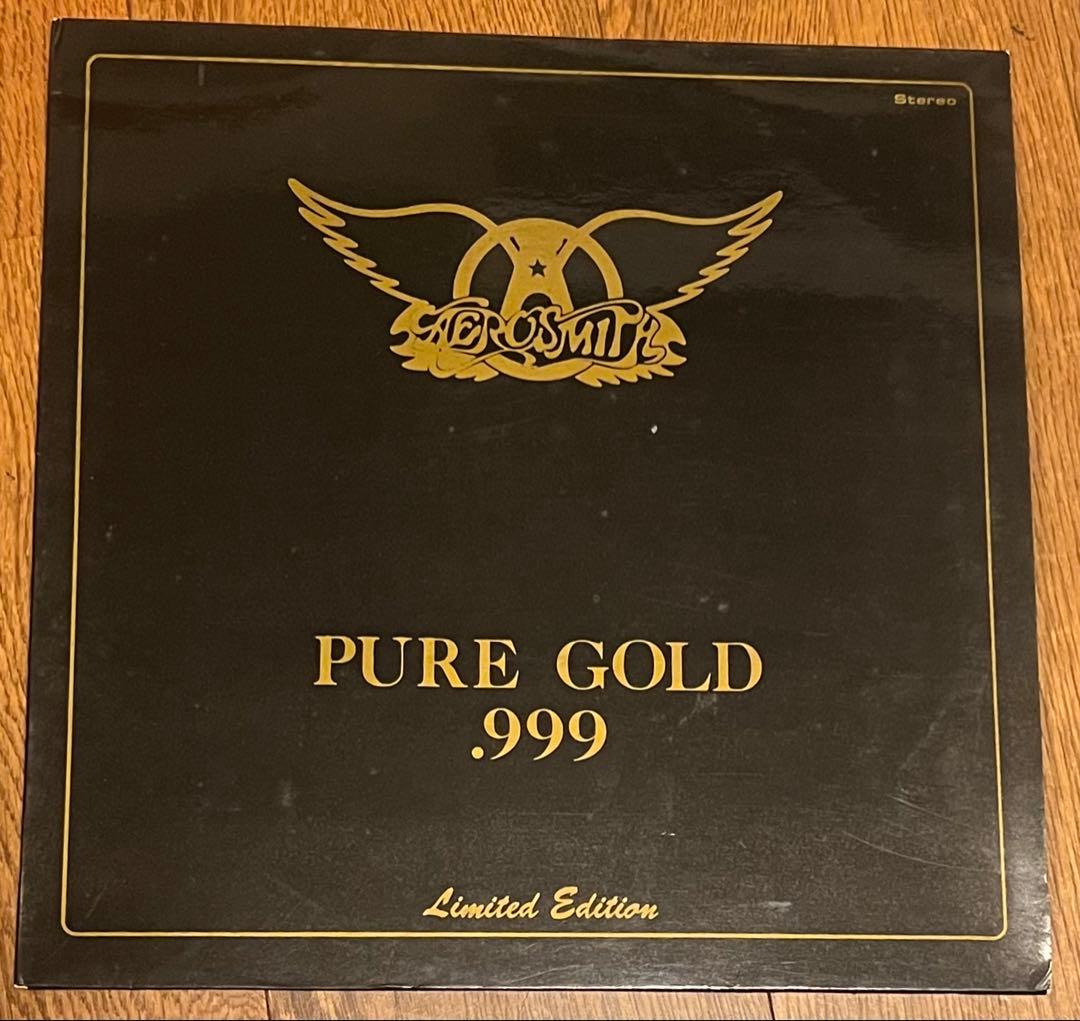 Stereo
AEROSMITH
PURE GOLD
.999
Limited Edition